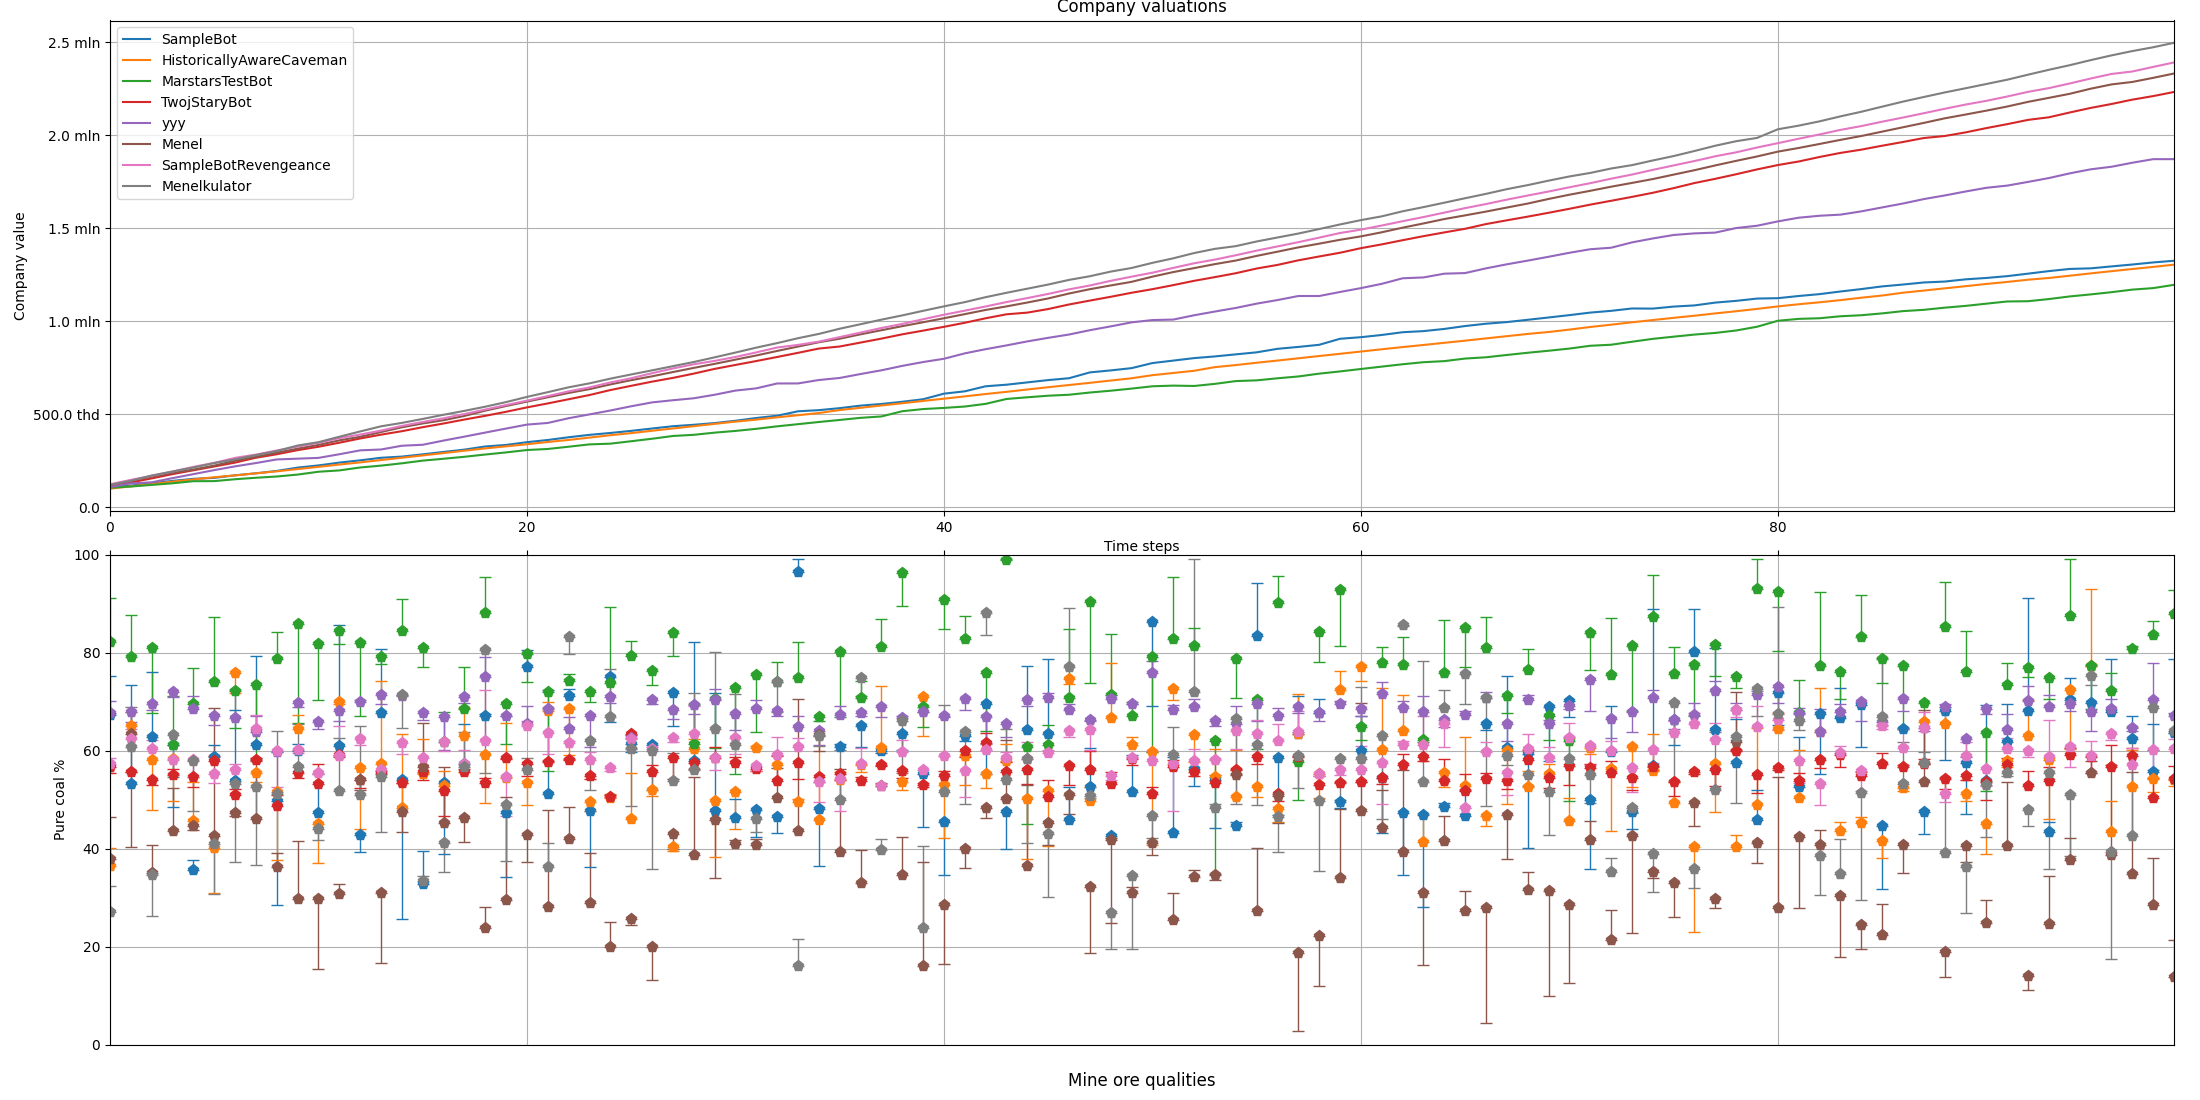 Company valuations
2.5 mln
2.0 mln
1.5 mln
1.0 mln
500.0 thd
0.0
Company value
SampleBot
HistoricallyAwareCaveman
MarstarsTestBot
TwojStaryBot
yyy
Menel
SampleBotRevengeance
Menelkulator
0 20 40 60 80
Time steps
100
80
60
40
20
0
Pure coal %
Mine ore qualities